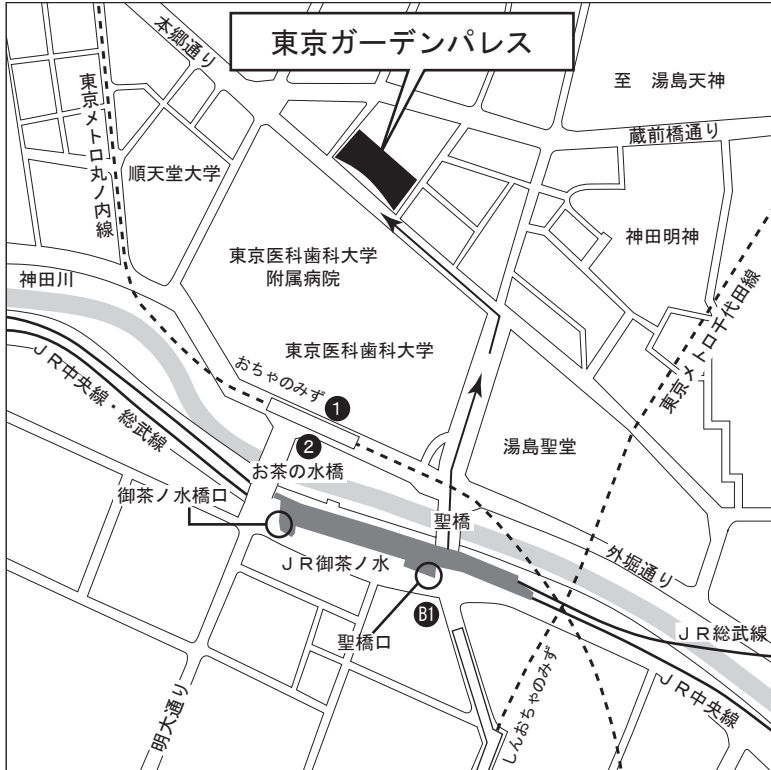 東京ガーデンパレス
本郷通り
至　湯島天神
蔵前橋通り
東京メトロ丸ノ内線
順天堂大学
神田明神
東京医科歯科大学
附属病院
神田川
東京メトロ千代田線
東京医科歯科大学
おちゃのみず
1
JR中央線・総武線
2
湯島聖堂
お茶の水橋
御茶ノ水橋口
聖橋
外堀通り
JR御茶ノ水
B1
聖橋口
JR総武線
しんおちゃのみず
JR中央線
明大通り